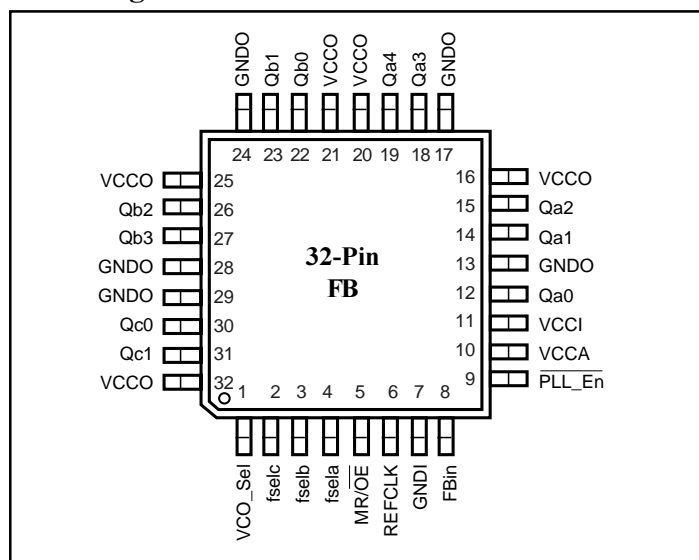 GNDO
Qb1
Qb0
VCCO
VCCO
Qa4
Qa3
GNDO
24 23 22 21 20 19 18 17
VCCO 25 16 VCCO
Qb2 26 15 Qa2
Qb3 27 14 Qa1
GNDO 28 13 GNDO
GNDO 29 12 Qa0
Qc0 30 11 VCCI
Qc1 31 10 VCCA
VCCO 32 9 PLL_En
32-Pin
FB
1 2 3 4 5 6 7 8
VCO_Sel
fselc
fselb
fsela
MR/OE
REFCLK
GNDI
FBin